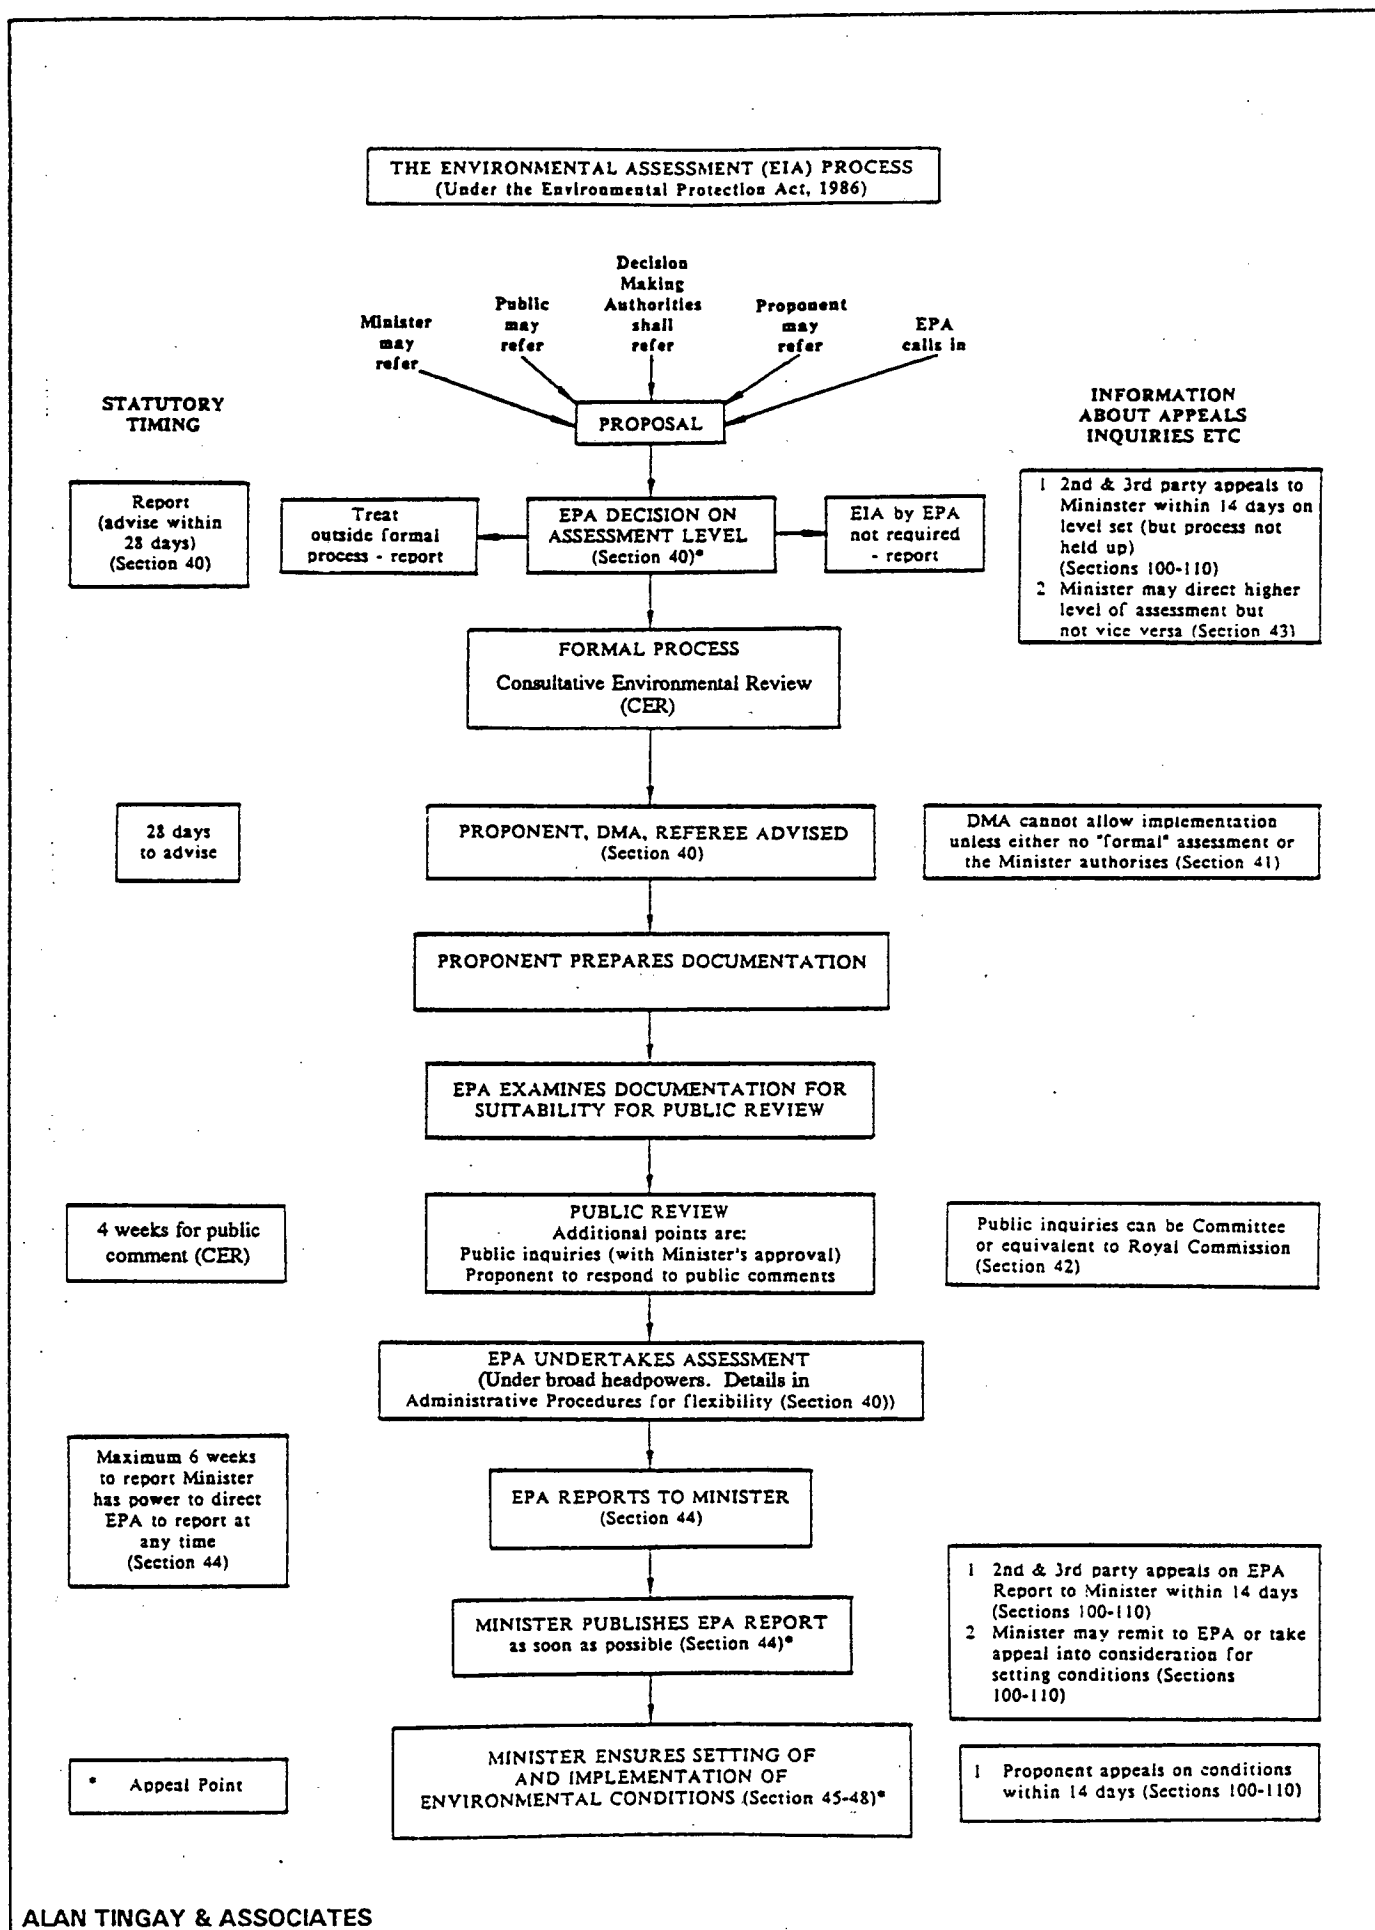 THE ENVIRONMENTAL ASSESSMENT (EIA) PROCESS
(Under the Environmental Protection Act, 1986)
Minister
may
refer
Public
may
refer
Decision
Making
Authorities
shall
refer
Proponent
may
refer
EPA
calls in
STATUTORY
TIMING
PROPOSAL
INFORMATION
ABOUT APPEALS
INQUIRIES ETC
Report
(advise within
28 days)
(Section 40)
Treat
outside formal
process - report
EPA DECISION ON
ASSESSMENT LEVEL
(Section 40)*
EIA by EPA
not required
- report
1 2nd & 3rd party appeals to
Mininster within 14 days on
level set (but process not
held up)
(Sections 100-110)
2 Minister may direct higher
level of assessment but
not vice versa (Section 43)
FORMAL PROCESS
Consultative Environmental Review
(CER)
28 days
to advise
PROPONENT, DMA, REFEREE ADVISED
(Section 40)
DMA cannot allow implementation
unless either no "formal" assessment or
the Minister authorises (Section 41)
PROPONENT PREPARES DOCUMENTATION
EPA EXAMINES DOCUMENTATION FOR
SUITABILITY FOR PUBLIC REVIEW
4 weeks for public
comment (CER)
PUBLIC REVIEW
Additional points are:
Public inquiries (with Minister's approval)
Proponent to respond to public comments
Public inquiries can be Committee
or equivalent to Royal Commission
(Section 42)
EPA UNDERTAKES ASSESSMENT
(Under broad headpowers. Details in
Administrative Procedures for flexibility (Section 40))
Maximum 6 weeks
to report Minister
has power to direct
EPA to report at
any time
(Section 44)
EPA REPORTS TO MINISTER
(Section 44)
MINISTER PUBLISHES EPA REPORT
as soon as possible (Section 44)*
1 2nd & 3rd party appeals on EPA
Report to Minister within 14 days
(Sections 100-110)
2 Minister may remit to EPA or take
appeal into consideration for
setting conditions (Sections
100-110)
* Appeal Point
MINISTER ENSURES SETTING OF
AND IMPLEMENTATION OF
ENVIRONMENTAL CONDITIONS (Section 45-48)*
1 Proponent appeals on conditions
within 14 days (Sections 100-110)
ALAN TINGAY & ASSOCIATES